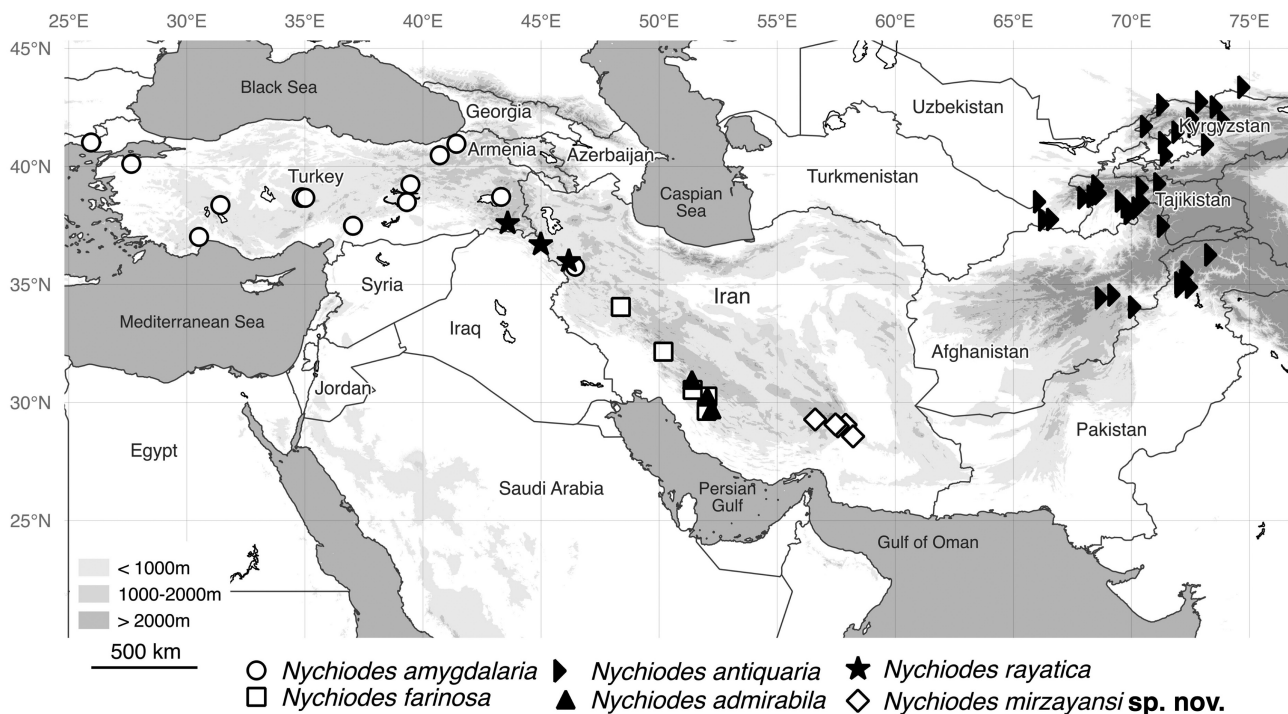 25°E 30°E 35°E 40°E 45°E 50°E 55°E 60°E 65°E 70°E 75°E
45°N
Black Sea
Georgia
Uzbekistan
Kyrgyzstan
40°N
Armenia
Azerbaijan
Turkey
Turkmenistan
Caspian
Sea
Tajikistan
35°N
Syria
Iran
Mediterranean Sea
Iraq
Afghanistan
Jordan
30°N
Egypt
Pakistan
Saudi Arabia
Persian
Gulf
25°N
Gulf of Oman
< 1000m
1000-2000m
> 2000m
500 km
Nychiodes amygdalaria Nychiodes antiquaria Nychiodes rayatica
Nychiodes farinosa Nychiodes admirabila Nychiodes mirzayansi sp. nov.